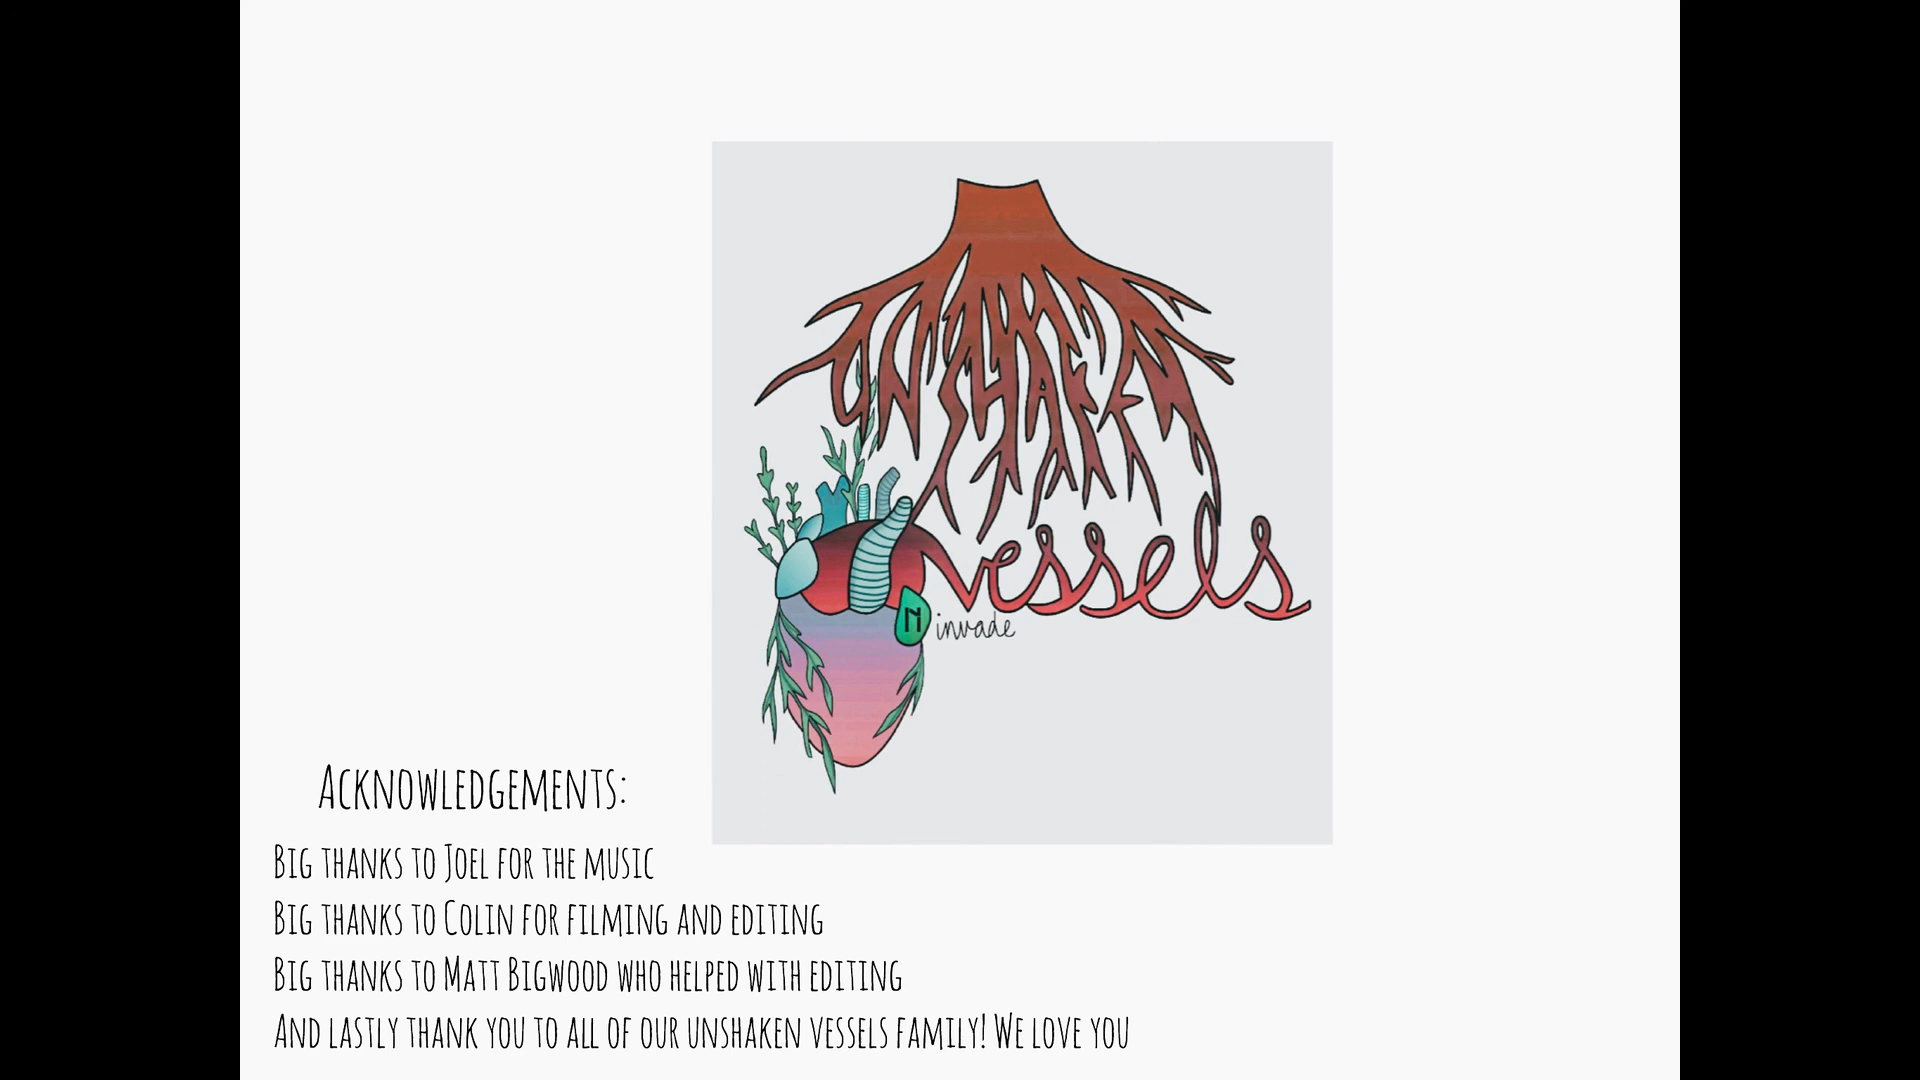 UNSHAKEN
vessels
M invade
Acknowledgements:
Big thanks to Joel for the music
Big thanks to Colin for filming and editing
Big thanks to Matt Bigwood who helped with editing
And lastly thank you to all of our unshaken vessels family! We love you